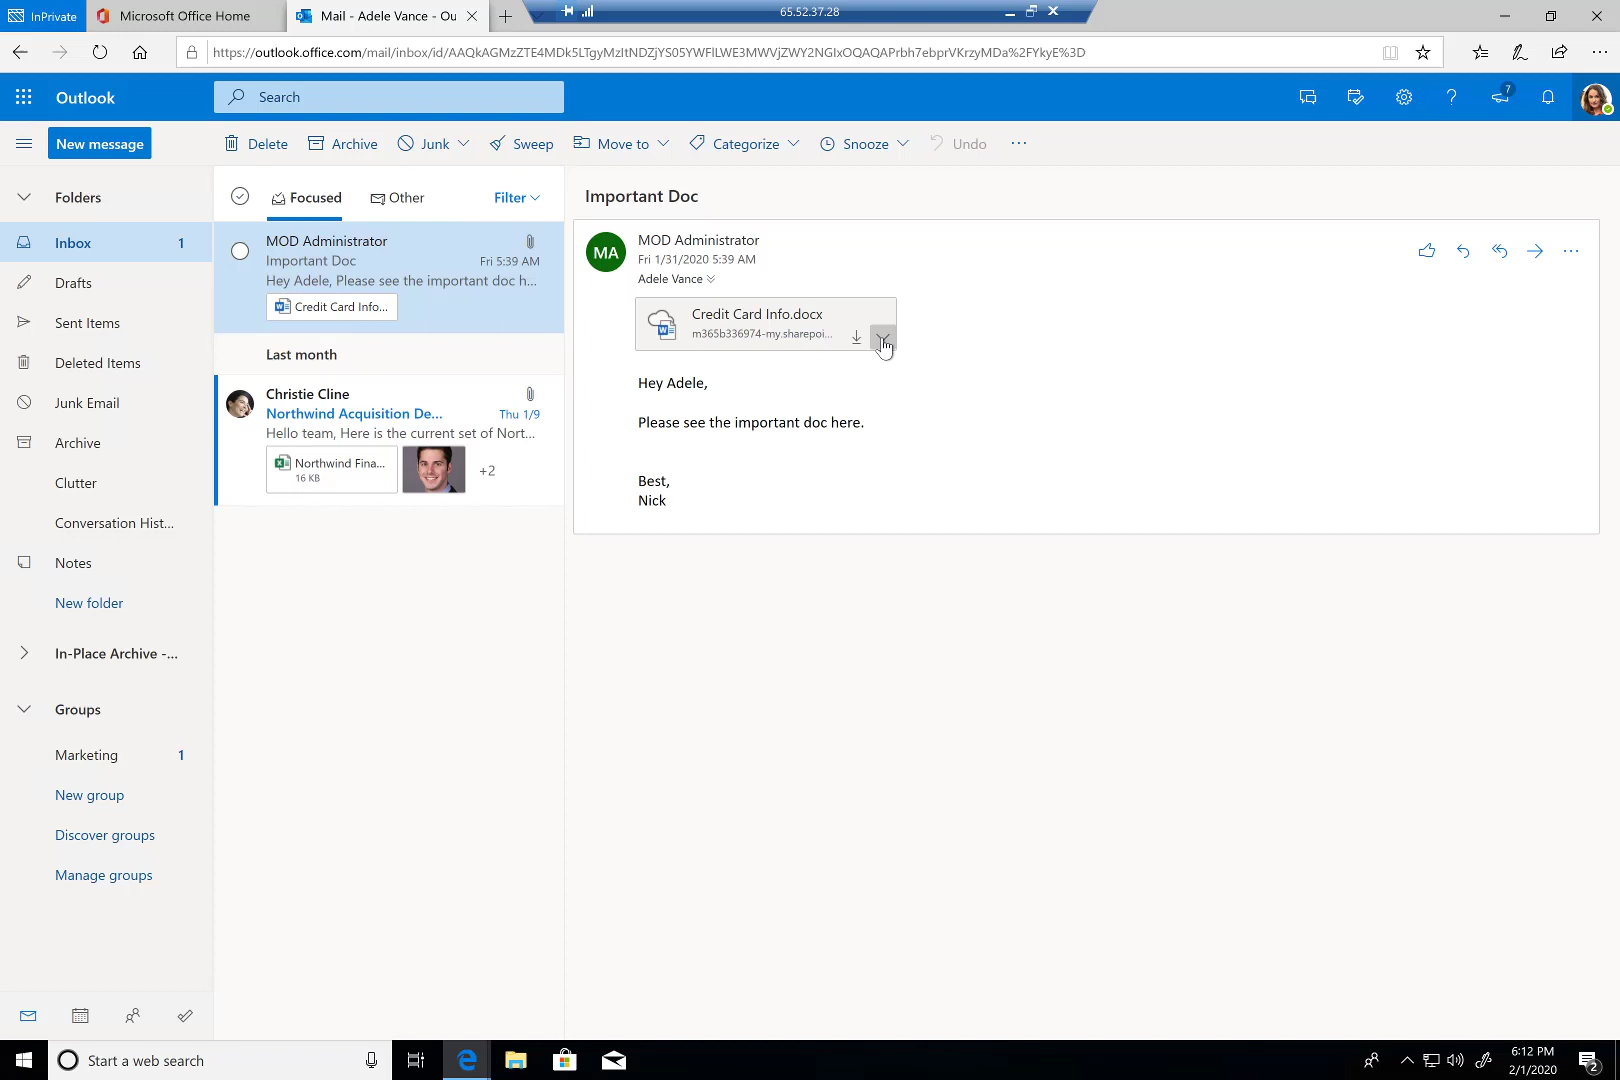 InPrivate
Microsoft Office Home
Mail - Adele Vance - Ou
65.52.37.28
https://outlook.office.com/mail/inbox/id/AAQkAGMzZTE4MDk5LTgyMzItNDZjYS05YWFlLWE3MWVjZWY2NGIxOQAQAPrbh7ebprVKrzyMDa%2FYkyE%3D
Outlook
Search
7
New message
Delete
Archive
Junk
Sweep
Move to
Categorize
Snooze
Undo
Folders
Inbox 1
Drafts
Sent Items
Deleted Items
Junk Email
Archive
Clutter
Conversation Hist...
Notes
New folder
In-Place Archive -...
Groups
Marketing 1
New group
Discover groups
Manage groups
Focused
Other
Filter
MOD Administrator
Important Doc Fri 5:39 AM
Hey Adele, Please see the important doc h...
Credit Card Info...
Last month
Christie Cline
Northwind Acquisition De... Thu 1/9
Hello team, Here is the current set of Nort...
Northwind Fina...
16 KB
+2
Important Doc
MA
MOD Administrator
Fri 1/31/2020 5:39 AM
Adele Vance
Credit Card Info.docx
m365b336974-my.sharepoi...
Hey Adele,
Please see the important doc here.
Best,
Nick
Start a web search
6:12 PM
2/1/2020
2